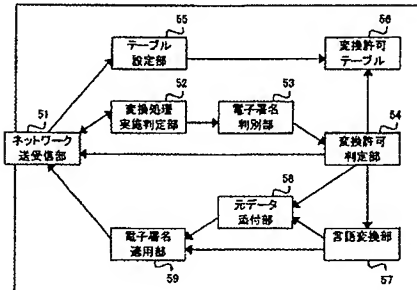 55
テーブル
設定部
56
変換許可
テーブル
51
ネットワーク
送受信部
52
変換処理
実施判定部
53
電子署名
判別部
54
変換許可
判定部
58
元データ
添付部
電子署名
適用部
59
言語変換部
57